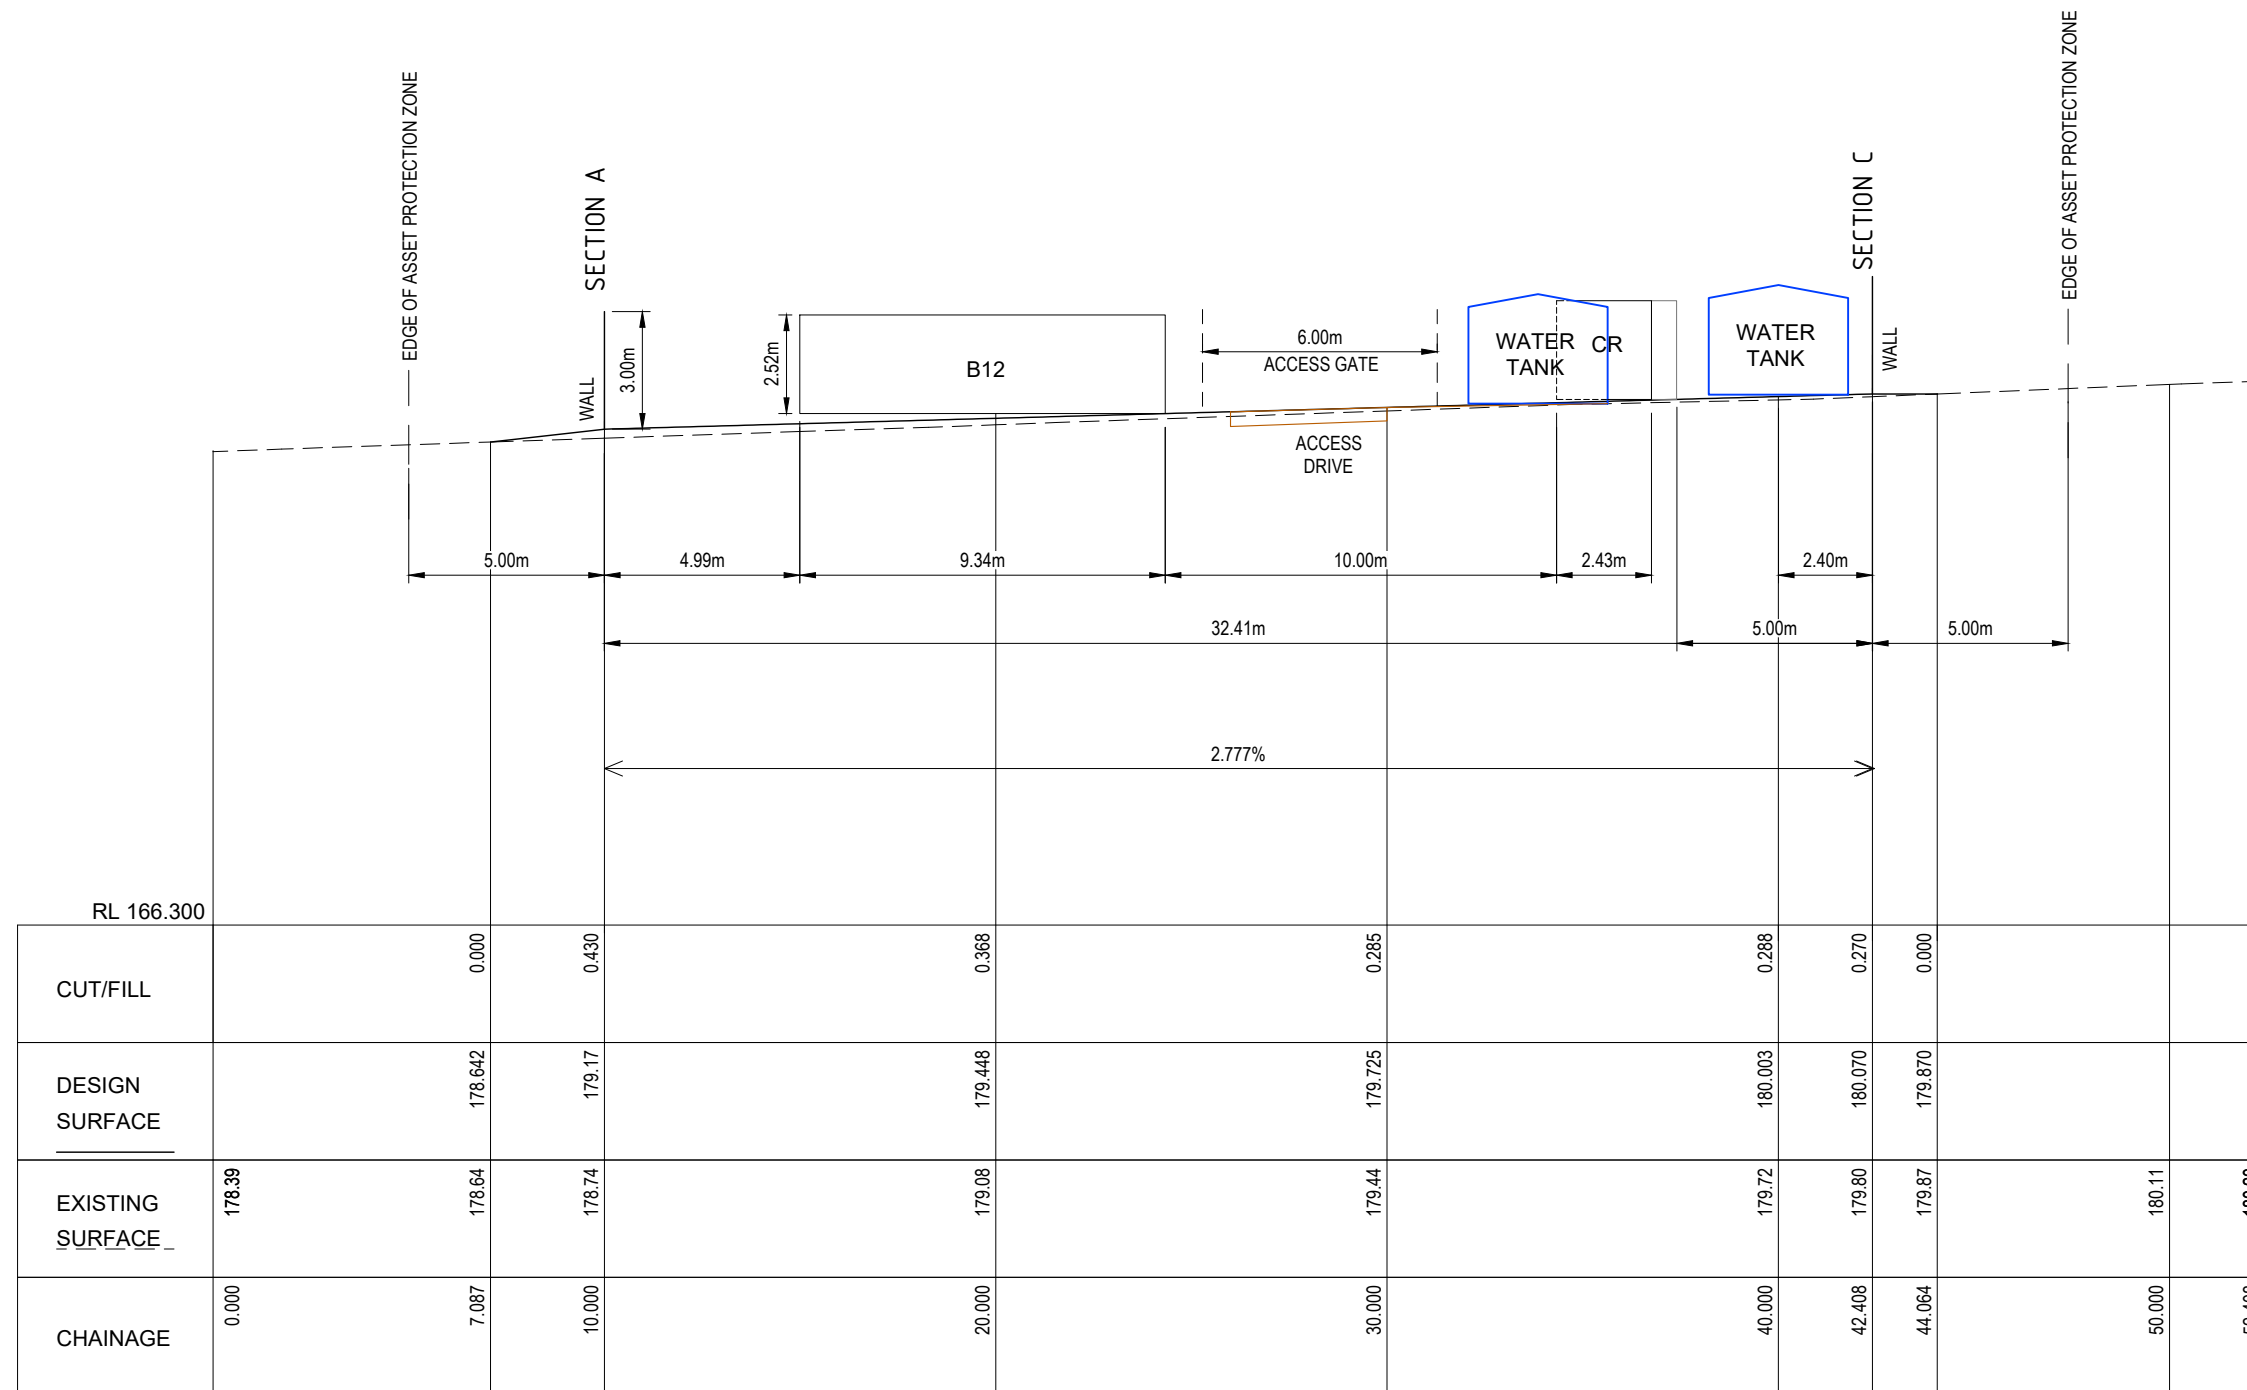 EDGE OF ASSET PROTECTION ZONE
SECTION A
SECTION C
EDGE OF ASSET PROTECTION ZONE
WALL
3.00m
2.52m
B12
6.00m
ACCESS GATE
WATER
TANK
CR
WATER
TANK
WALL
ACCESS
DRIVE
5.00m
4.99m
9.34m
10.00m
2.43m
2.40m
32.41m
5.00m
5.00m
2.777%
RL 166.300
CUT/FILL
0.000
0.430
0.368
0.285
0.288
0.270
0.000
DESIGN
SURFACE
178.642
179.17
179.448
179.725
180.003
180.070
179.870
EXISTING
SURFACE
178.39
178.64
178.74
179.08
179.44
179.72
179.80
179.87
180.11
CHAINAGE
0.000
7.087
10.000
20.000
30.000
40.000
42.408
44.064
50.000